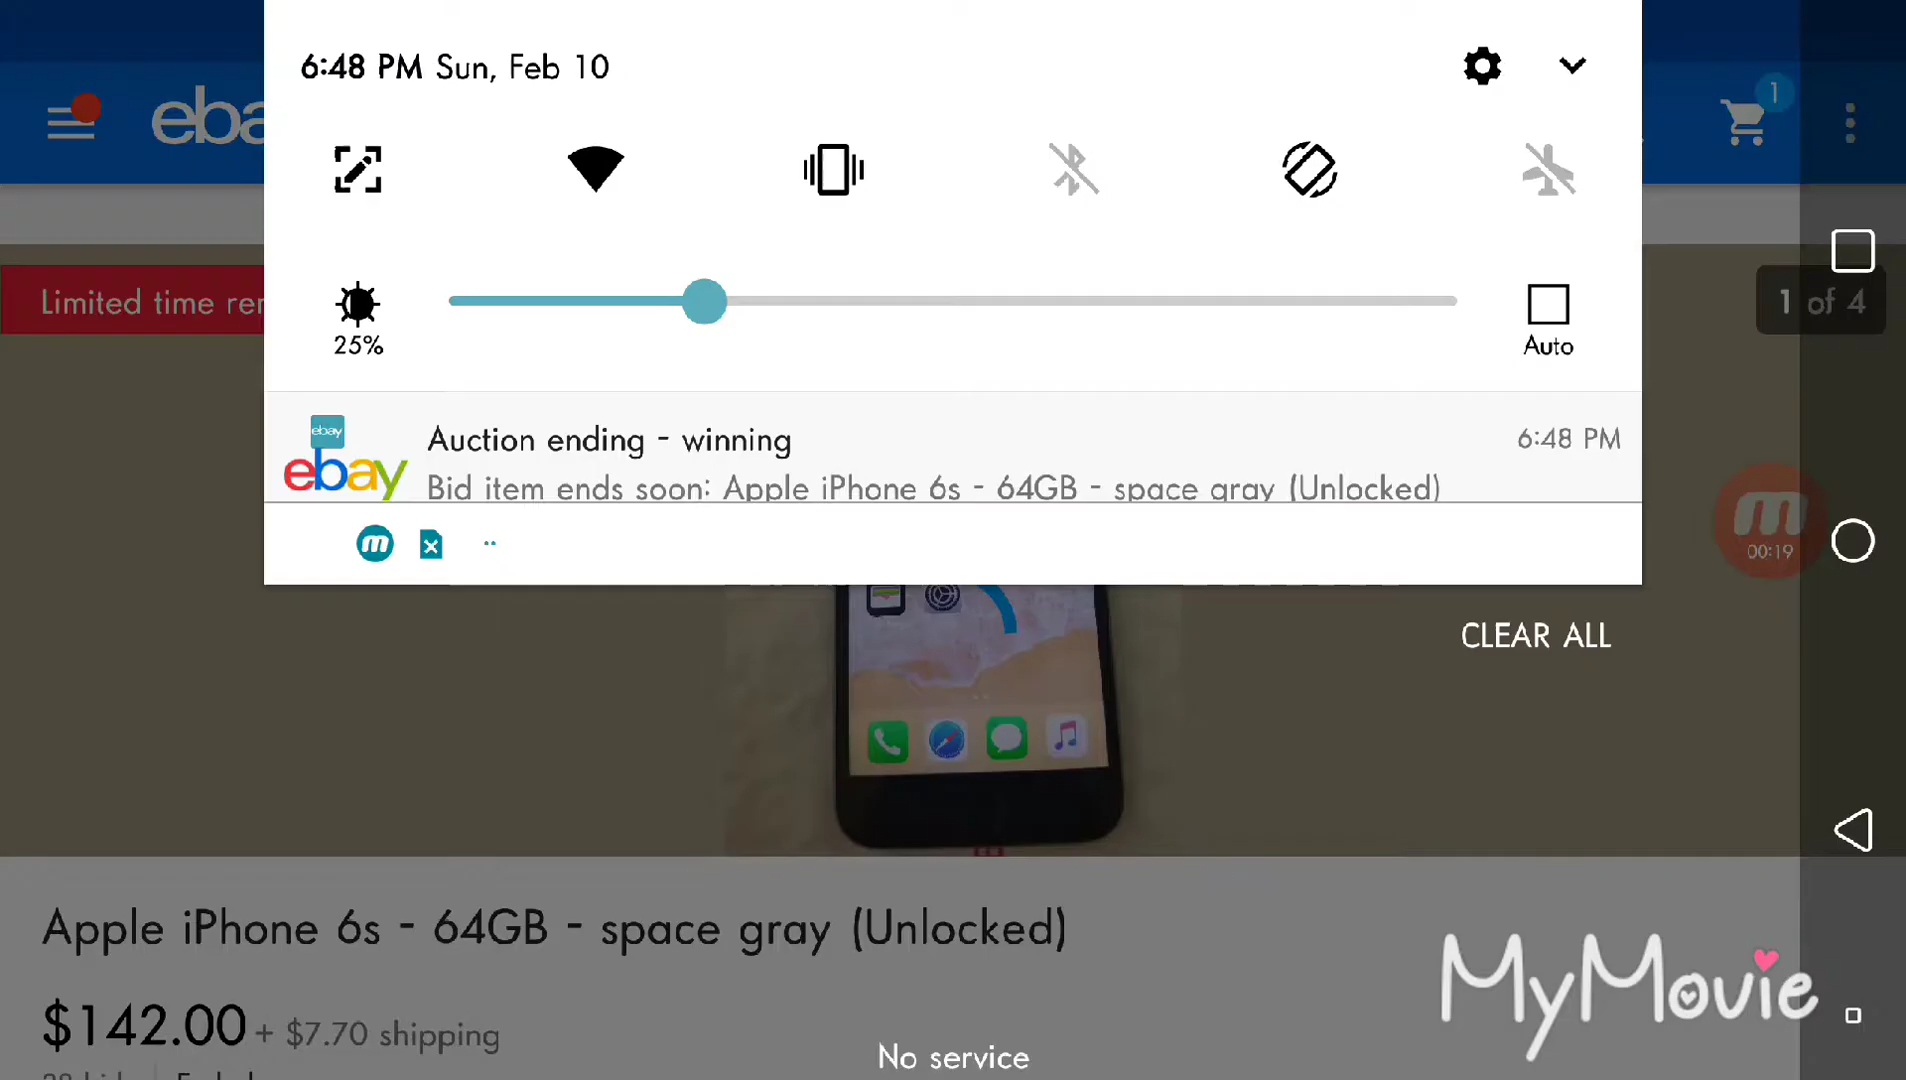 6:48 PM Sun, Feb 10
eba
1
Limited time rer
25%
Auto
1 of 4
ebay
Auction ending - winning
6:48 PM
ebay
Bid item ends soon: Apple iPhone 6s - 64GB - space gray (Unlocked)
m
00:19
CLEAR ALL
Apple iPhone 6s - 64GB - space gray (Unlocked)
$142.00 + $7.70 shipping
MyMovie
No service